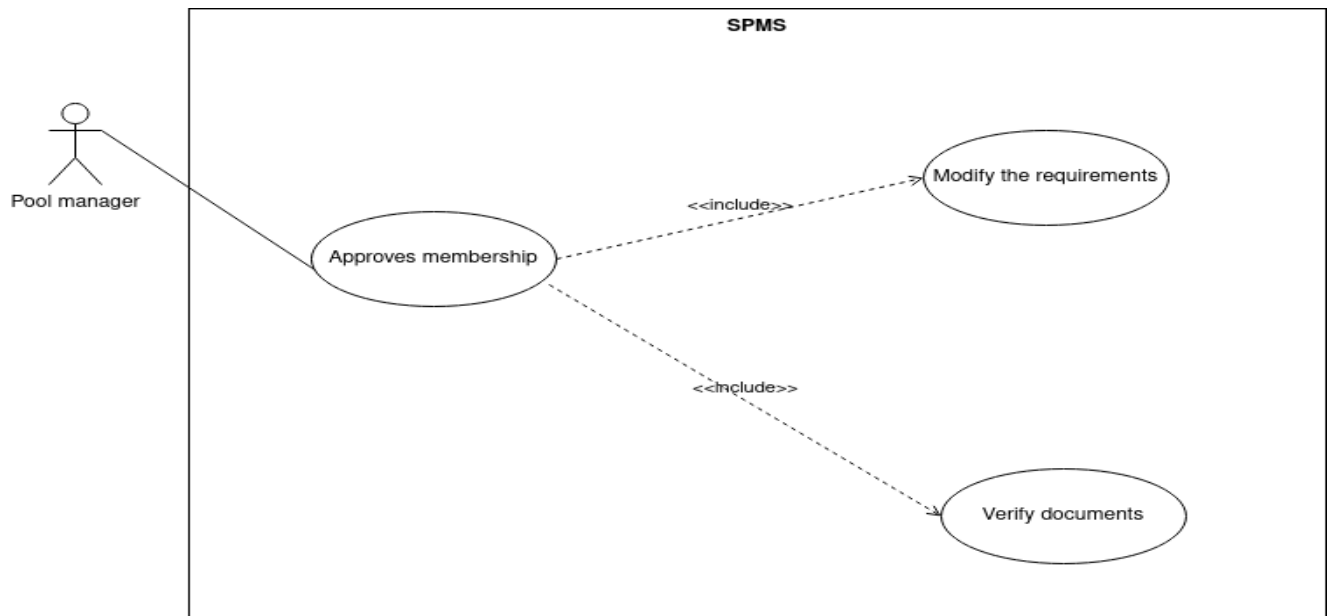 SPMS
Pool manager
Approves membership
<<include>>
Modify the requirements
<<Include>>
Verify documents